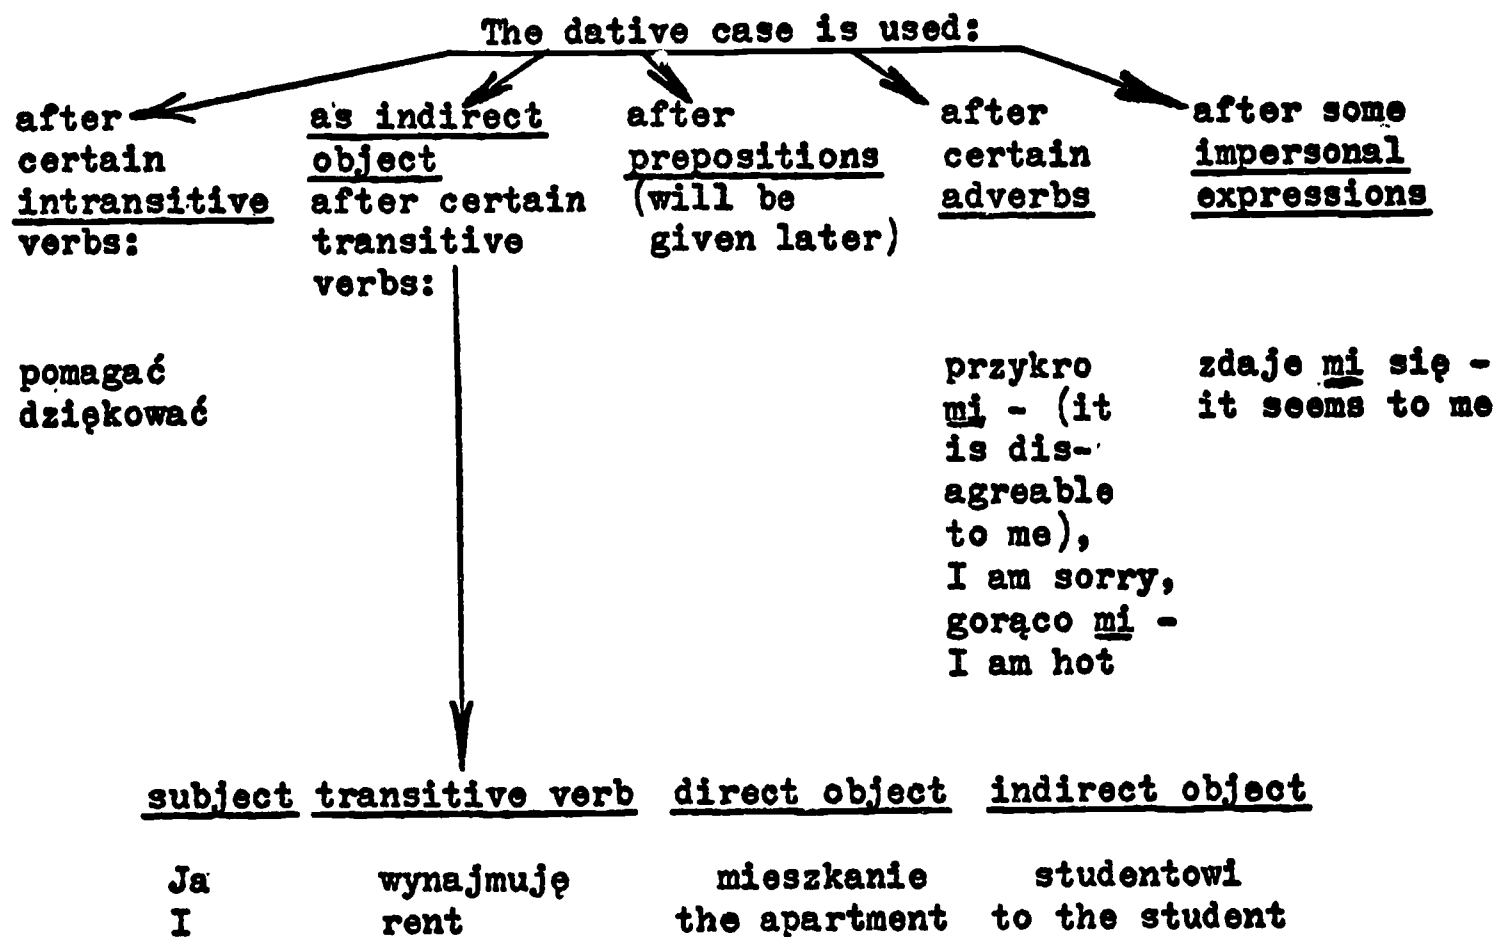 The dative case is used:
after
certain
intransitive
verbs:
as indirect
object
after certain
transitive
verbs:
after
prepositions
(will be
given later)
after
certain
adverbs
after some
impersonal
expressions
pomagać
dziękować
przykro
mi - (it
is dis-
agreable
to me),
I am sorry,
gorąco mi -
I am hot
zdaje mi się -
it seems to me
subject transitive verb direct object indirect object
Ja wynajmuję mieszkanie studentowi
I rent the apartment to the student